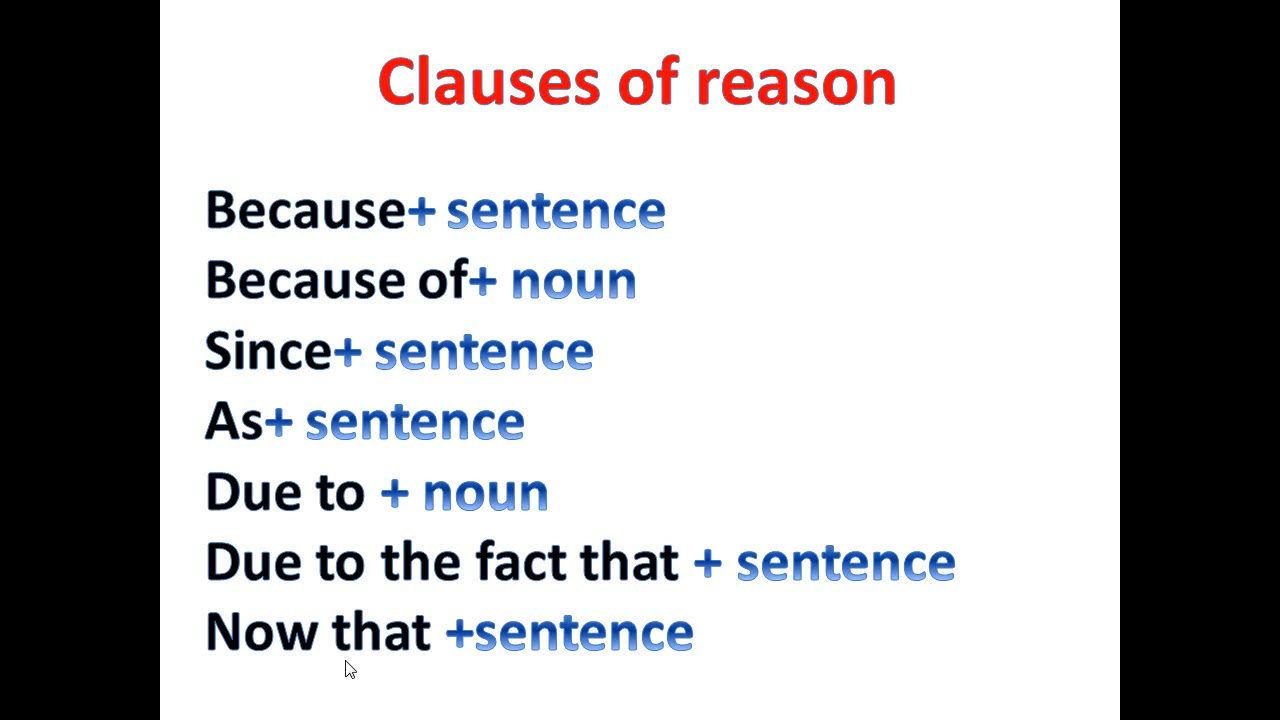 Clauses of reason
Because+ sentence
Because of+ noun
Since+ sentence
As+ sentence
Due to + noun
Due to the fact that + sentence
Now that +sentence